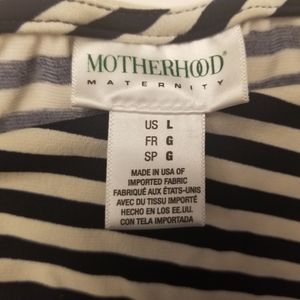 MOTHERHOOD
MATERNITY
US L
FR G
SP G
MADE IN USA OF
IMPORTED FABRIC
FABRIQUÉ AUX ÉTATS-UNIS
AVEC DU TISSU IMPORTÉ
HECHO EN LOS EE.UU.
CON TELA IMPORTADA